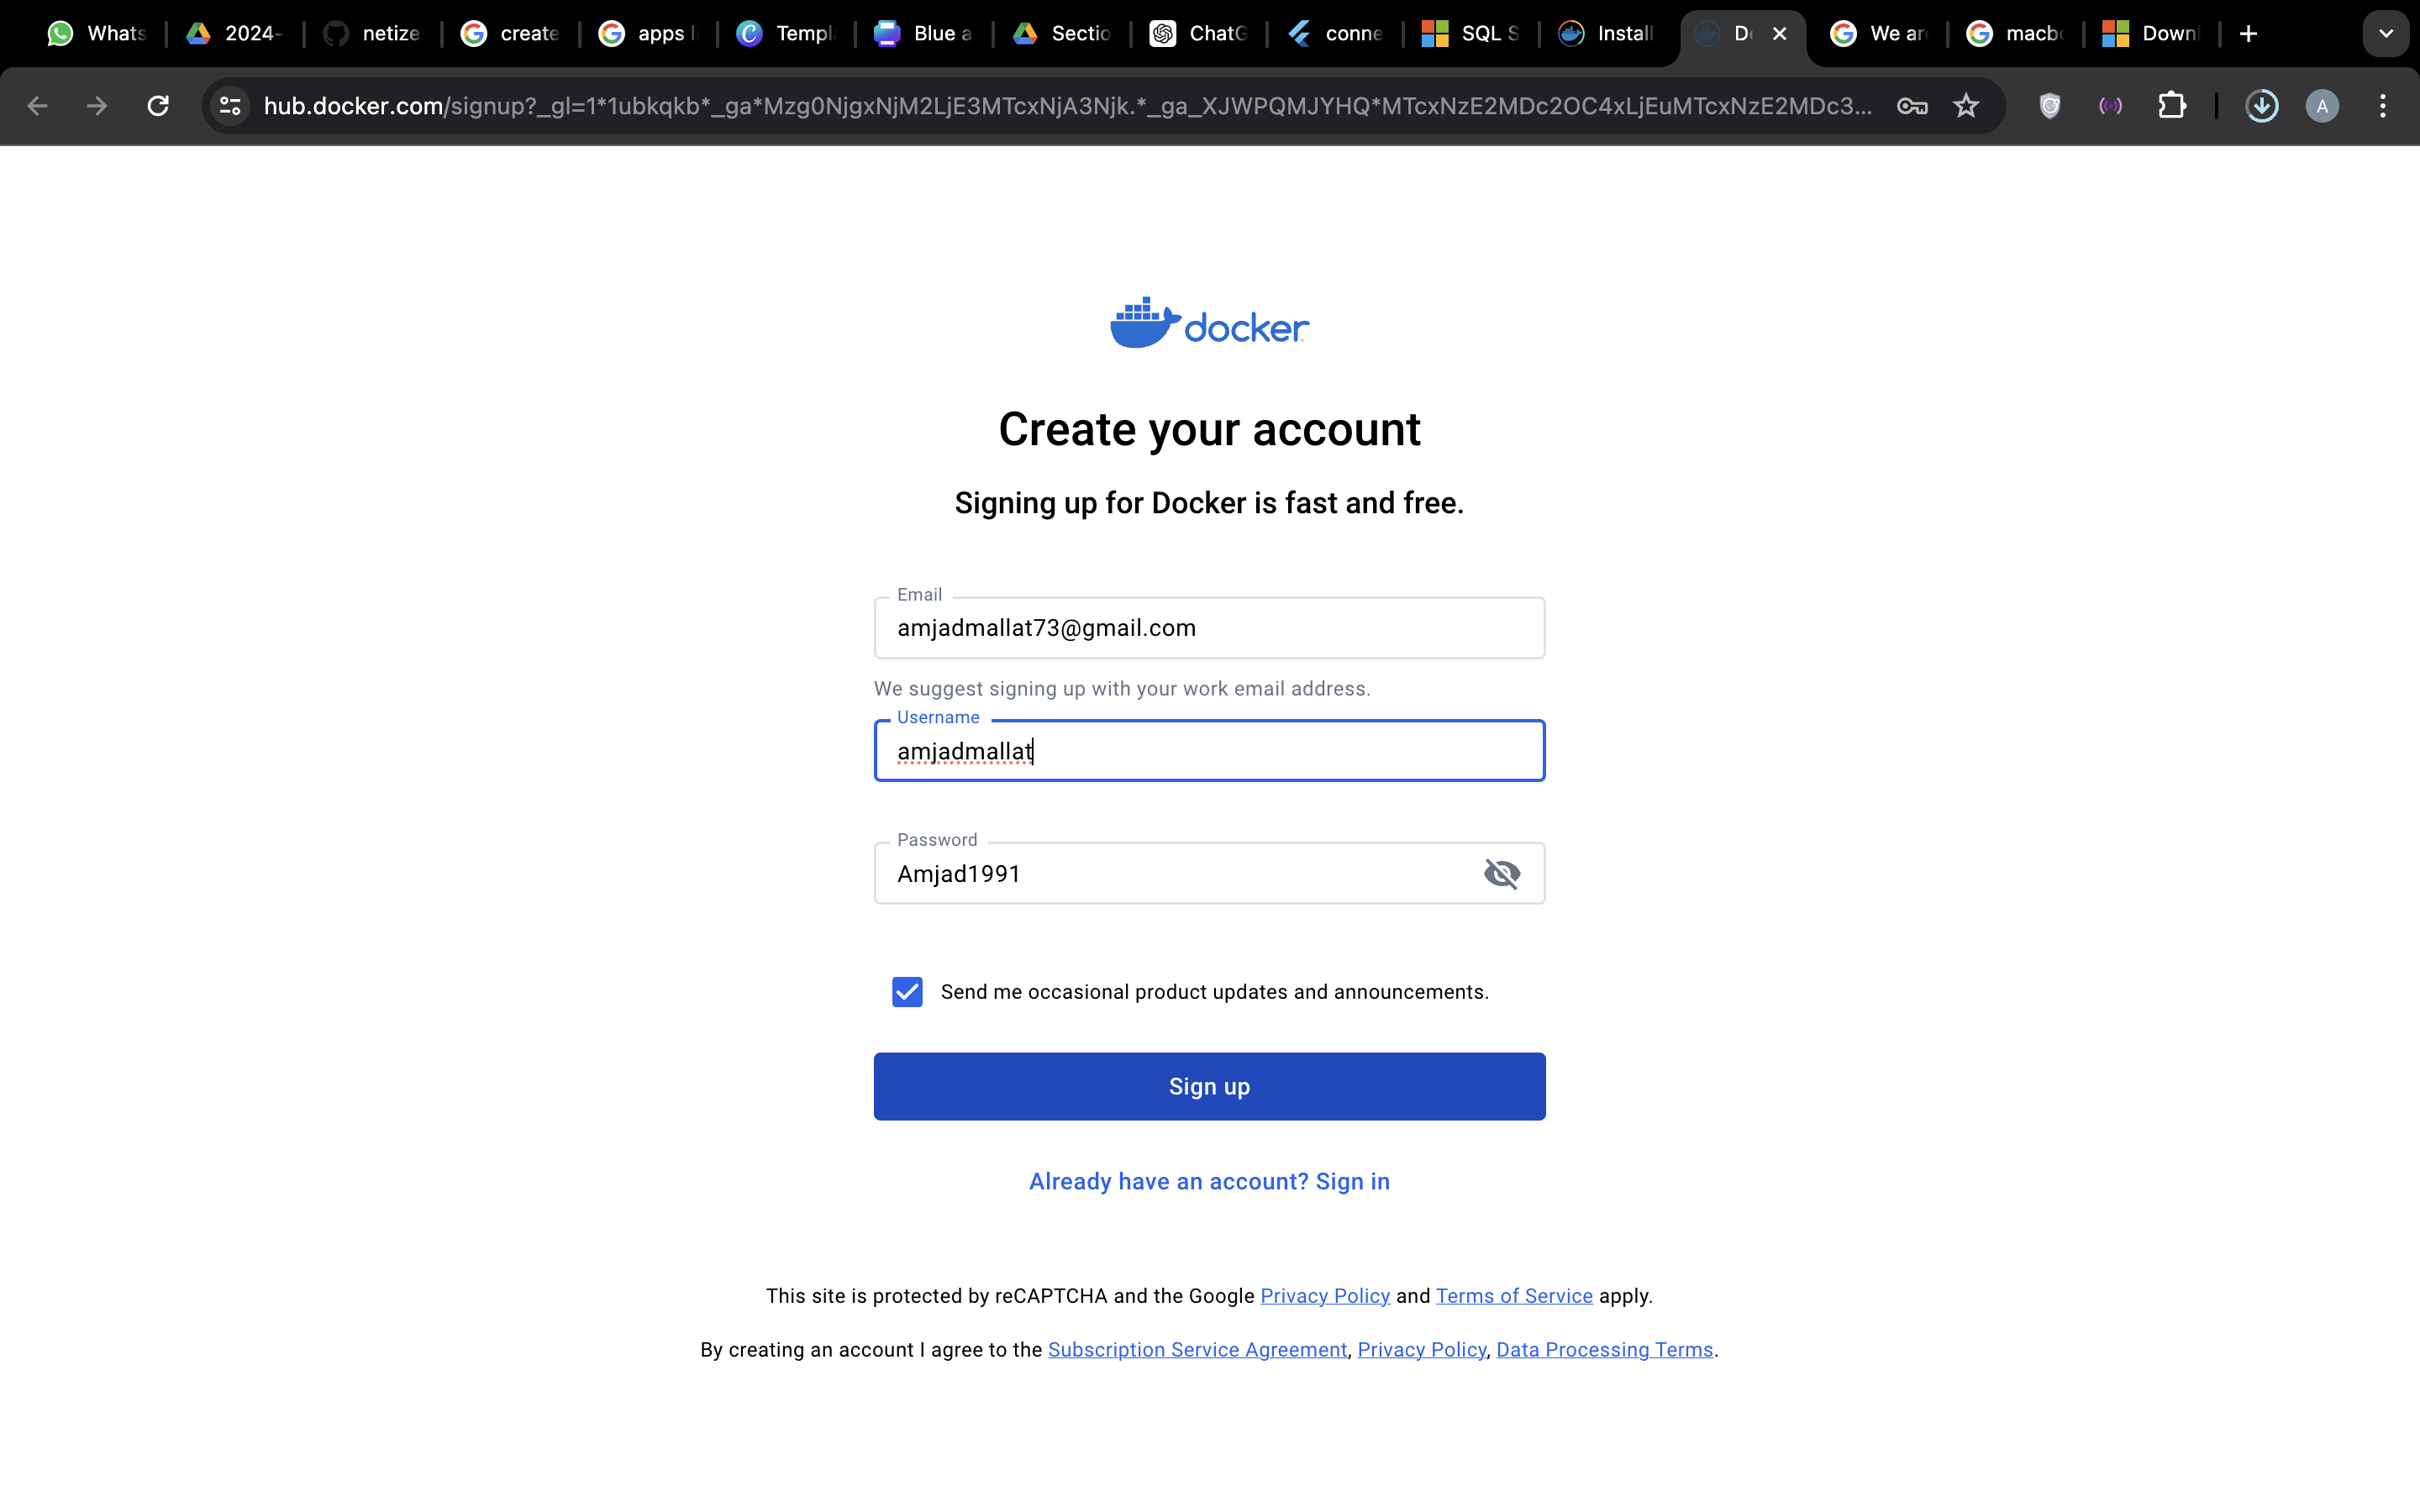 Whats
2024-
netize
create
apps l
Templ
Blue a
Sectio
ChatG
conne
SQL S
Install
Do
We are
macbo
Downl
hub.docker.com/signup?_gl=1*1ubkqkb*_ga*Mzg0NjgxNjM2LjE3MTcxNjA3Njk.*_ga_XJWPQMJYHQ*MTcxNzE2MDc2OC4xLjEuMTcxNzE2MDc3...
A
docker
Create your account
Signing up for Docker is fast and free.
Email
amjadmallat73@gmail.com
We suggest signing up with your work email address.
Username
amjadmallat
Password
Amjad1991
Send me occasional product updates and announcements.
Sign up
Already have an account? Sign in
This site is protected by reCAPTCHA and the Google Privacy Policy and Terms of Service apply.
By creating an account I agree to the Subscription Service Agreement, Privacy Policy, Data Processing Terms.